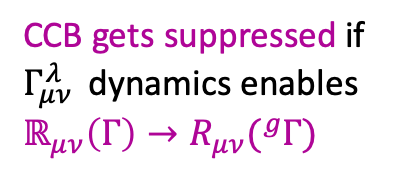 CCB gets suppressed if
Γ^λ_μν dynamics enables
ℝ_μν(Γ) → R_μν(^gΓ)